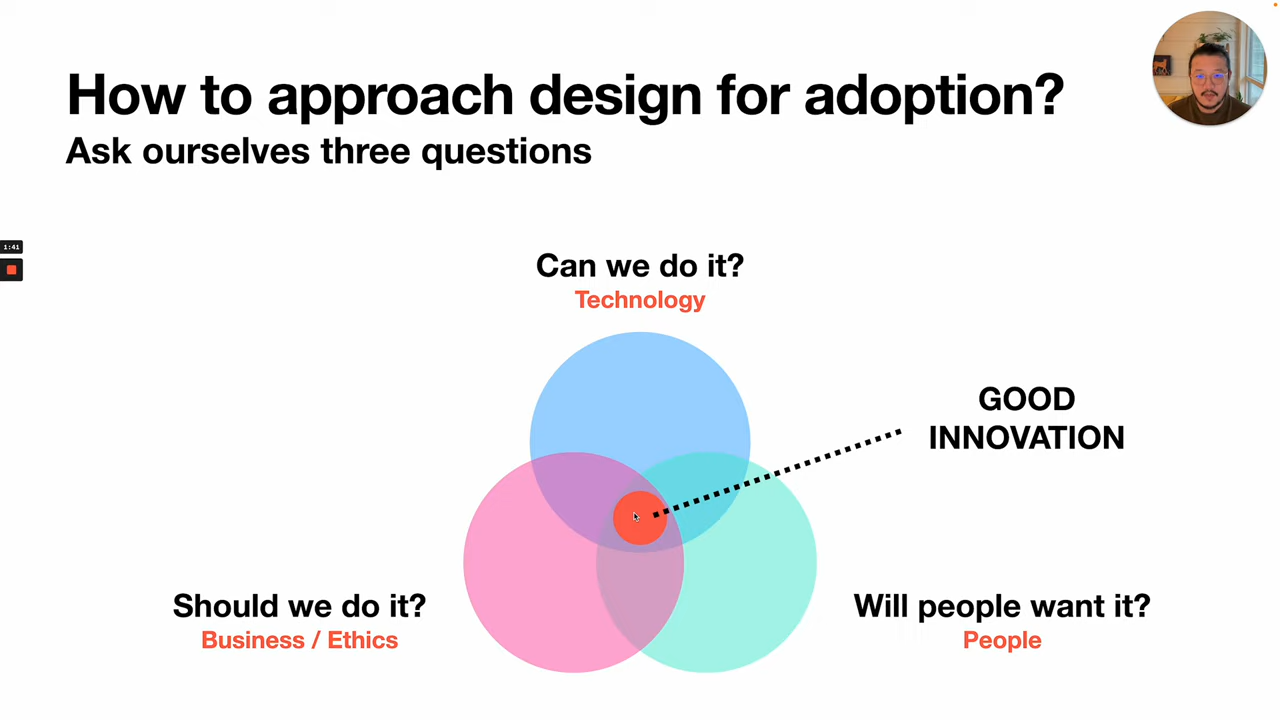 How to approach design for adoption?
Ask ourselves three questions
1:41
Can we do it?
Technology
GOOD
INNOVATION
Should we do it?
Business / Ethics
Will people want it?
People